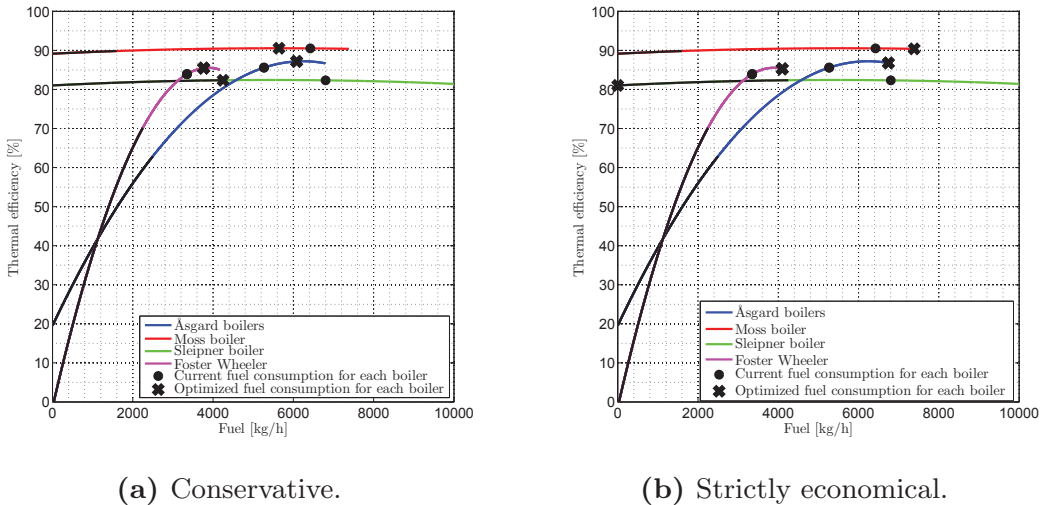 100
90
80
70
60
50
40
30
20
10
0
Thermal efficiency [%]
Åsgard boilers
Moss boiler
Sleipner boiler
Foster Wheeler
Current fuel consumption for each boiler
Optimized fuel consumption for each boiler
0 2000 4000 6000 8000 10000
Fuel [kg/h]
(a) Conservative.
100
90
80
70
60
50
40
30
20
10
0
Thermal efficiency [%]
Åsgard boilers
Moss boiler
Sleipner boiler
Foster Wheeler
Current fuel consumption for each boiler
Optimized fuel consumption for each boiler
0 2000 4000 6000 8000 10000
Fuel [kg/h]
(b) Strictly economical.